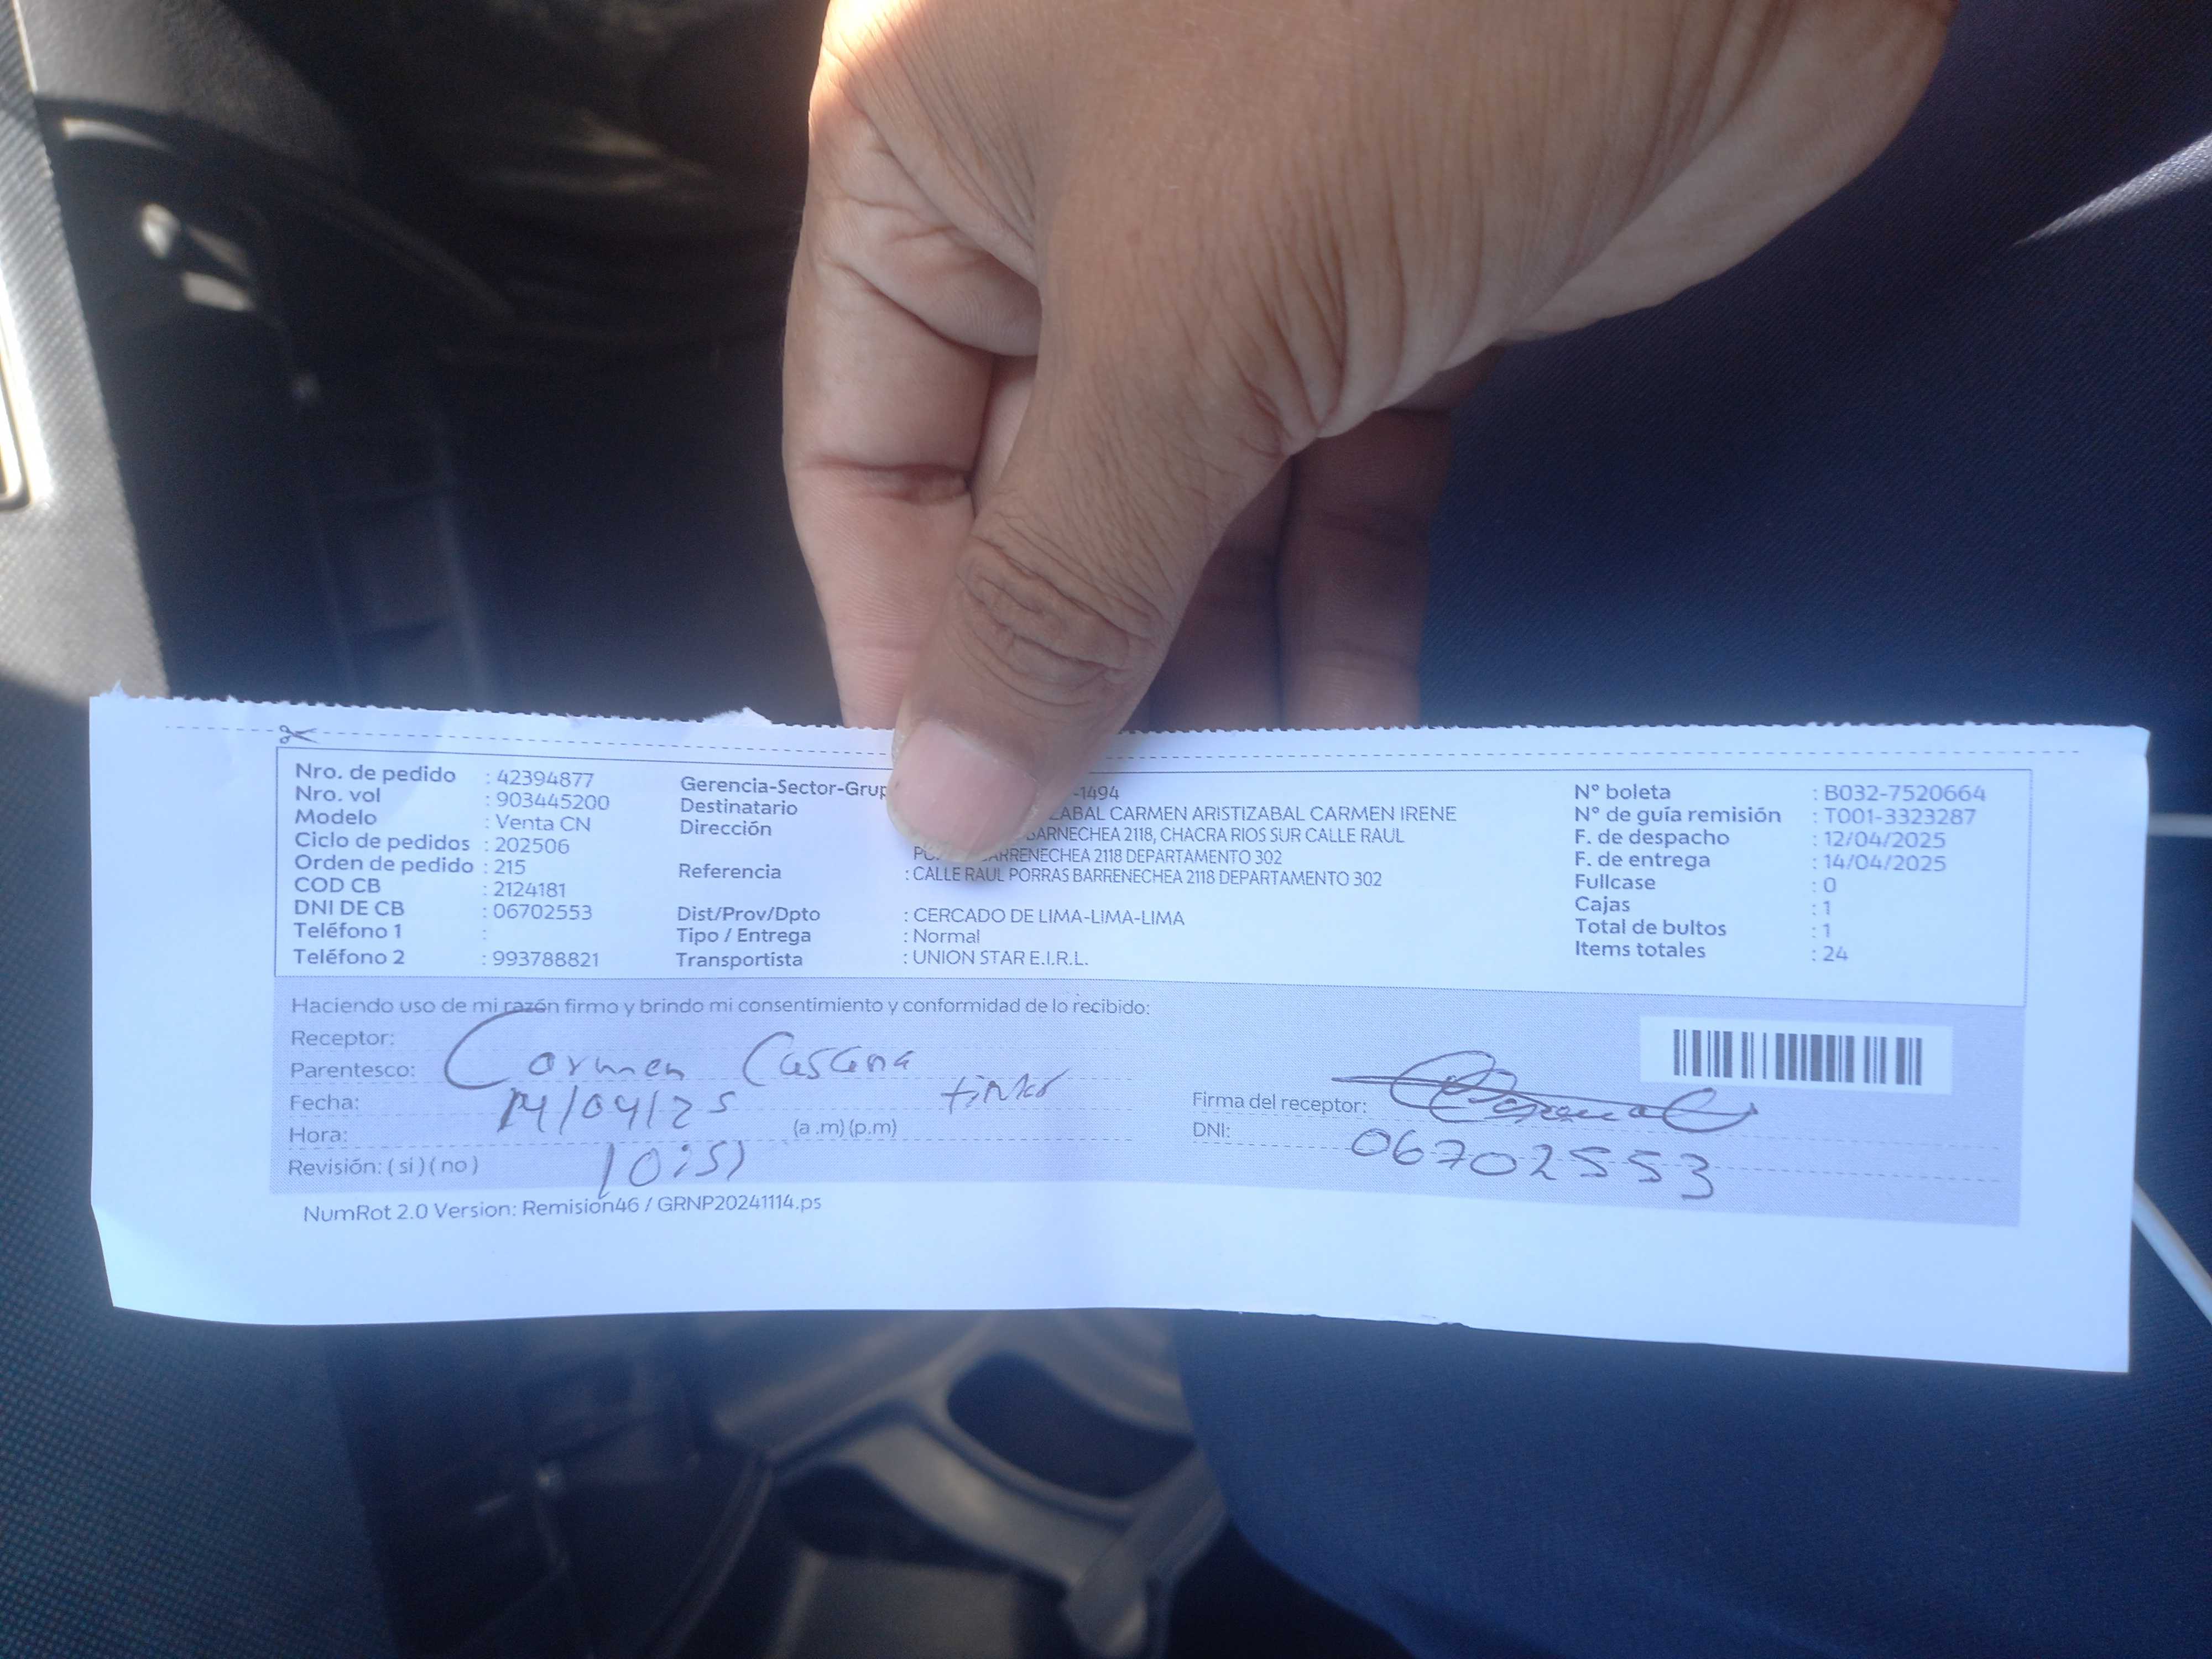 Nro. de pedido : 42394877
Nro. vol : 903445200
Modelo : Venta CN
Ciclo de pedidos : 202506
Orden de pedido : 215
COD CB : 2124181
DNI DE CB : 06702553
Teléfono 1 :
Teléfono 2 : 993788821
Gerencia-Sector-Grup -1494
Destinatario ZABAL CARMEN ARISTIZABAL CARMEN IRENE
Dirección BARNECHEA 2118, CHACRA RIOS SUR CALLE RAUL
BARRENECHEA 2118 DEPARTAMENTO 302
Referencia : CALLE RAUL PORRAS BARRENECHEA 2118 DEPARTAMENTO 302
Dist/Prov/Dpto : CERCADO DE LIMA-LIMA-LIMA
Tipo / Entrega : Normal
Transportista : UNION STAR E.I.R.L.
N° boleta : B032-7520664
N° de guía remisión : T001-3323287
F. de despacho : 12/04/2025
F. de entrega : 14/04/2025
Fullcase : 0
Cajas : 1
Total de bultos : 1
Items totales : 24
Haciendo uso de mi razón firmo y brindo mi consentimiento y conformidad de lo recibido:
Receptor:
Parentesco: Carmen
Fecha: 14/04/25
Hora: (a .m) (p.m)
Revisión: ( si ) ( no ) 10:51
Firma del receptor:
DNI: 06702553
NumRot 2.0 Version: Remisión46 / GRNP20241114.ps